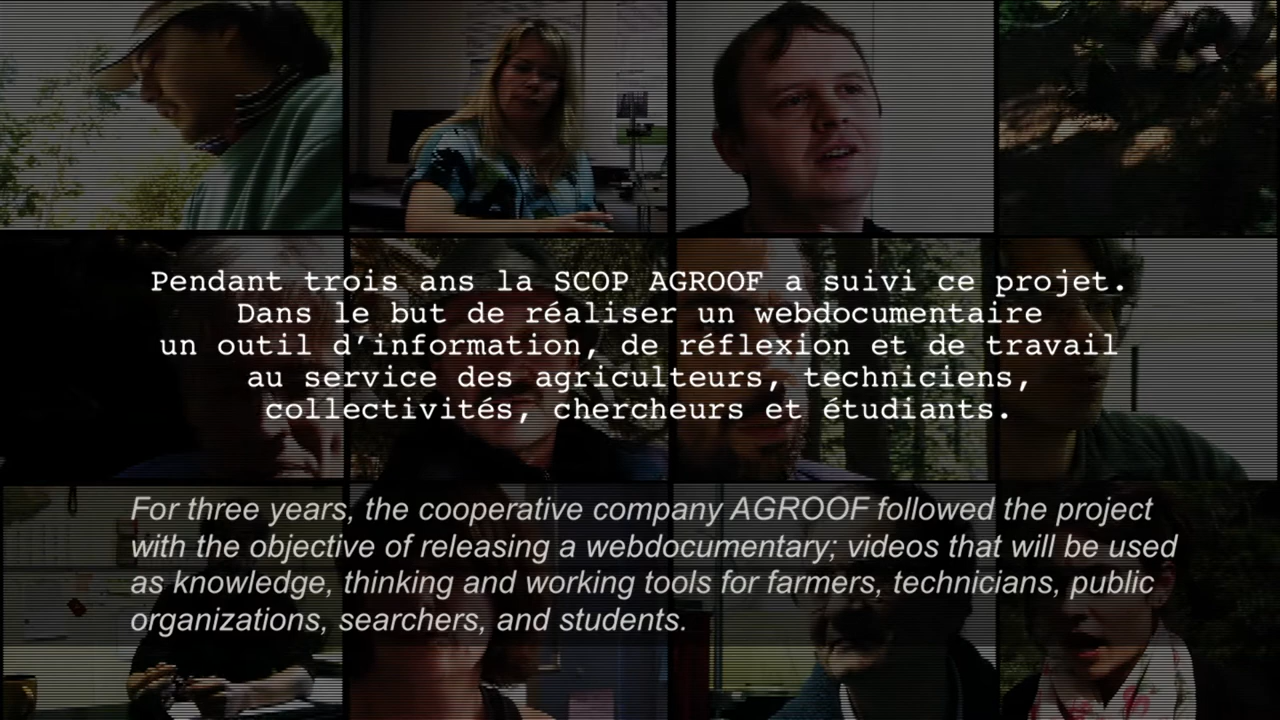 Pendant trois ans la SCOP AGROOF a suivi ce projet.
Dans le but de réaliser un webdocumentaire
un outil d’information, de réflexion et de travail
au service des agriculteurs, techniciens,
collectivités, chercheurs et étudiants.
For three years, the cooperative company AGROOF followed the project
with the objective of releasing a webdocumentary; videos that will be used
as knowledge, thinking and working tools for farmers, technicians, public
organizations, searchers, and students.